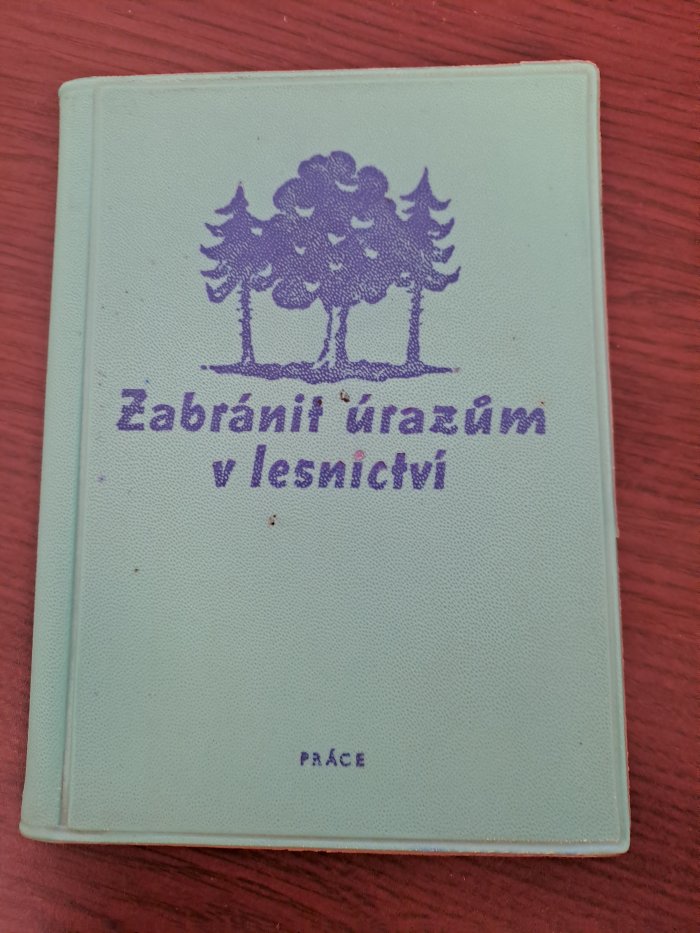 Zabránit úrazům
v lesnictví
PRÁCE